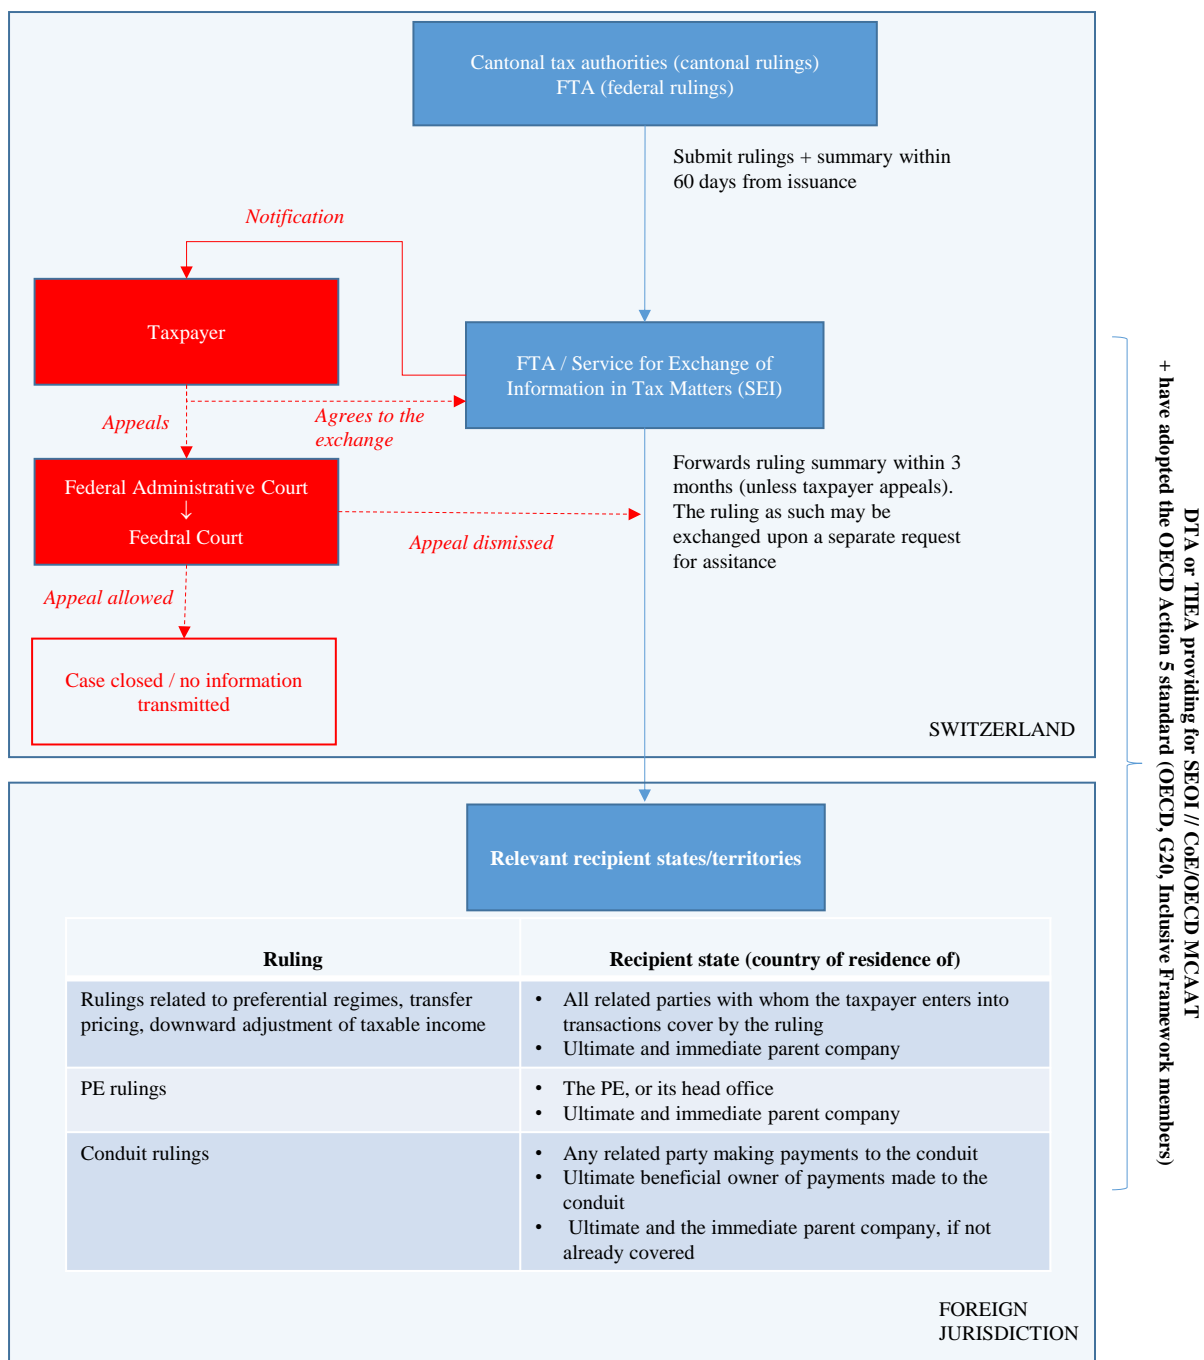 Cantonal tax authorities (cantonal rulings)
FTA (federal rulings)
Submit rulings + summary within
60 days from issuance
Notification
Taxpayer
FTA / Service for Exchange of
Information in Tax Matters (SEI)
Appeals
Agrees to the
exchange
Federal Administrative Court
↓
Feedral Court
Appeal dismissed
Forwards ruling summary within 3
months (unless taxpayer appeals).
The ruling as such may be
exchanged upon a separate request
for assitance
Appeal allowed
Case closed / no information
transmitted
SWITZERLAND
DTA or TIEA providing for SEOI // CoE/OECD MCAAT
+ have adopted the OECD Action 5 standard (OECD, G20, Inclusive Framework members)
Relevant recipient states/territories
Ruling
Recipient state (country of residence of)
Rulings related to preferential regimes, transfer
pricing, downward adjustment of taxable income
• All related parties with whom the taxpayer enters into
transactions cover by the ruling
• Ultimate and immediate parent company
PE rulings
• The PE, or its head office
• Ultimate and immediate parent company
Conduit rulings
• Any related party making payments to the conduit
• Ultimate beneficial owner of payments made to the
conduit
• Ultimate and the immediate parent company, if not
already covered
FOREIGN
JURISDICTION